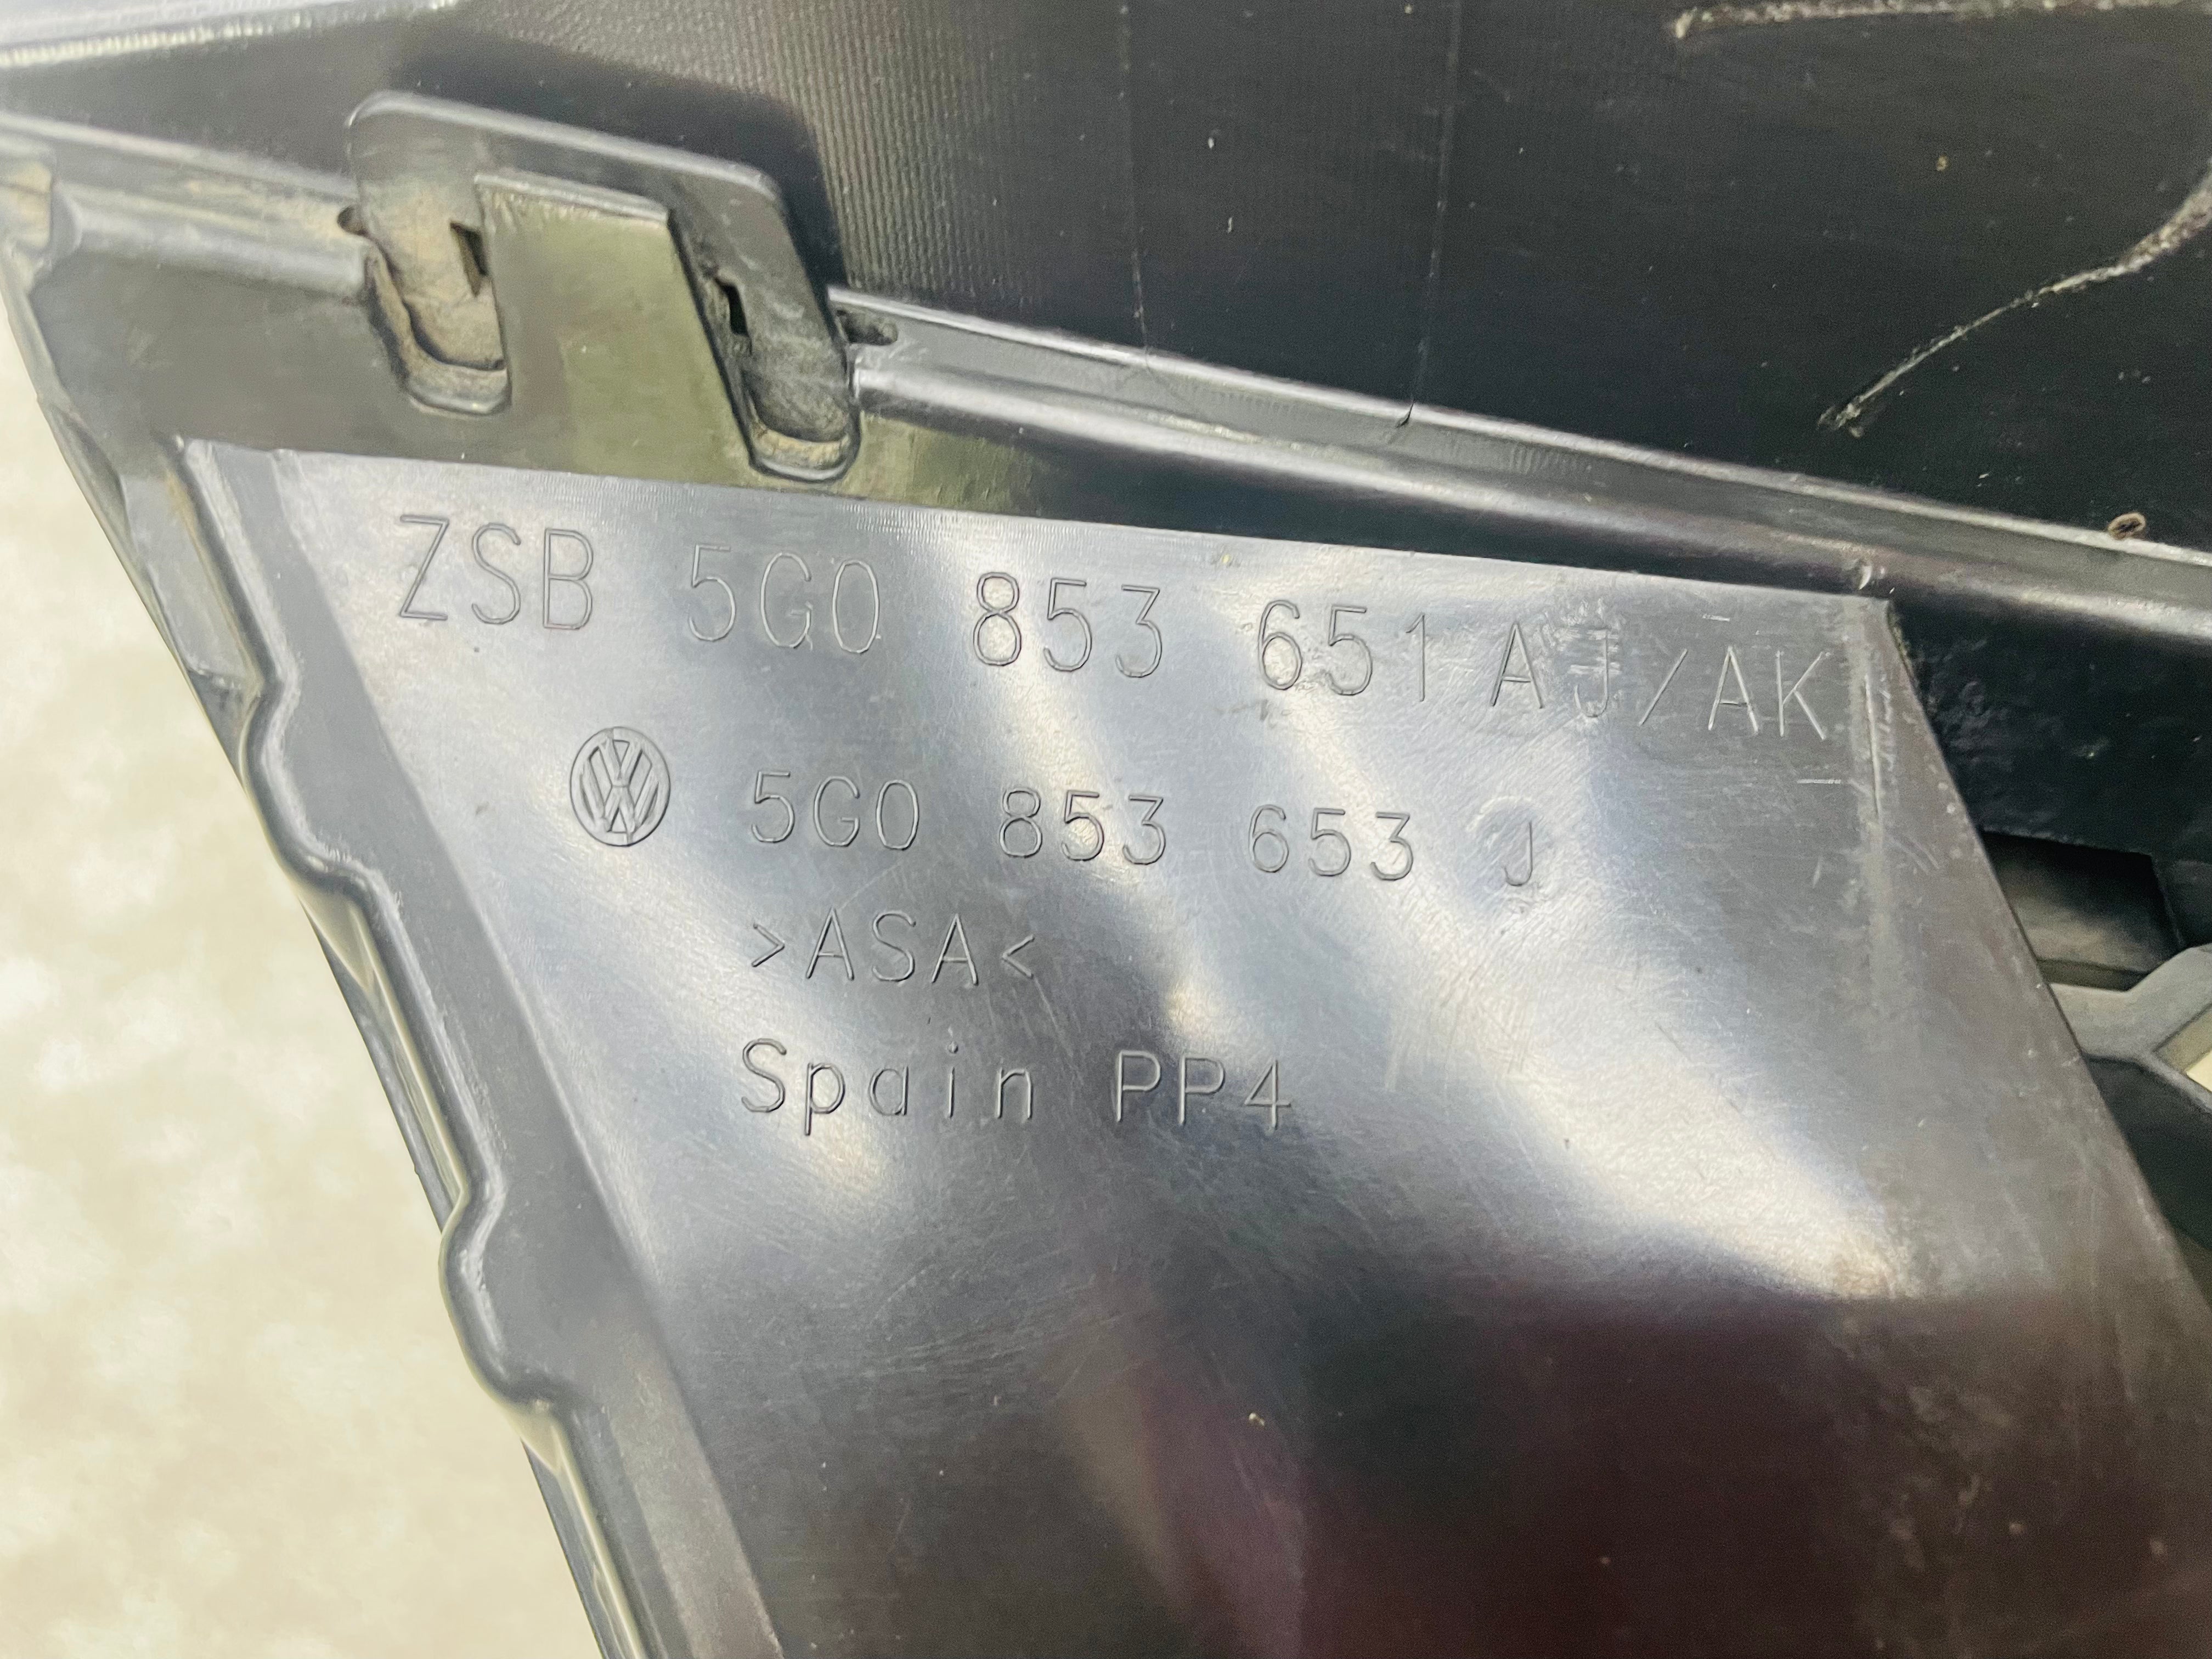 ZSB 5G0 853 651 AJ/AK
5G0 853 653 J
>ASA<
Spain PP4